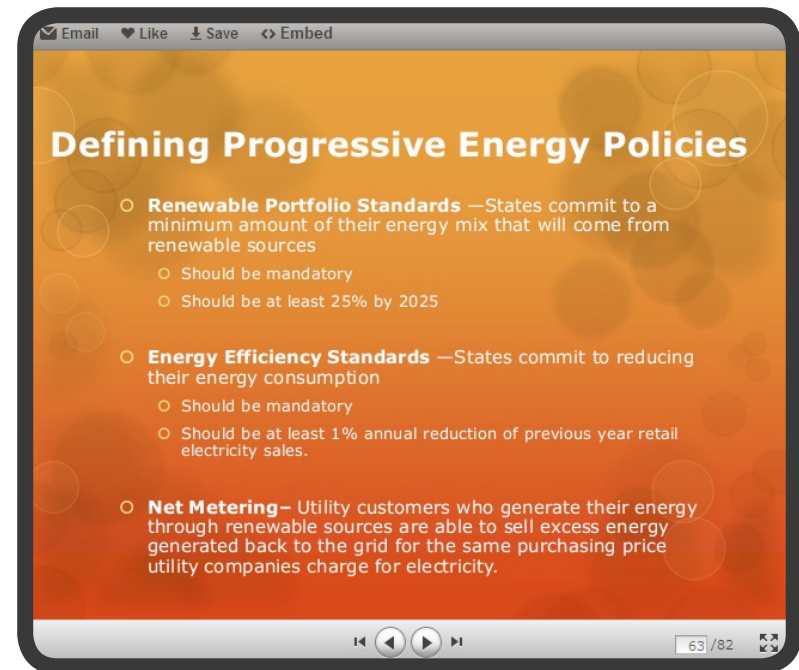 Email Like Save <> Embed
Defining Progressive Energy Policies
Renewable Portfolio Standards —States commit to a
minimum amount of their energy mix that will come from
renewable sources
Should be mandatory
Should be at least 25% by 2025
Energy Efficiency Standards —States commit to reducing
their energy consumption
Should be mandatory
Should be at least 1% annual reduction of previous year retail
electricity sales.
Net Metering– Utility customers who generate their energy
through renewable sources are able to sell excess energy
generated back to the grid for the same purchasing price
utility companies charge for electricity.
63 /82